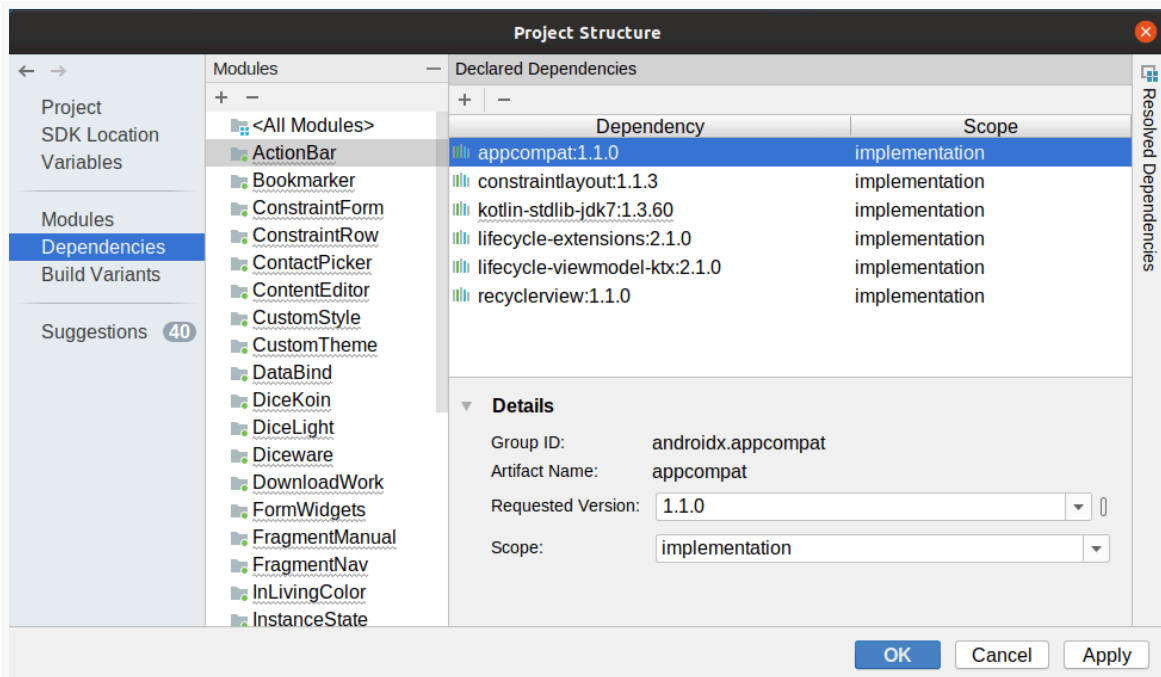 Project Structure
Modules
Declared Dependencies
Resolved Dependencies
Project
SDK Location
Variables
Modules
Dependencies
Build Variants
Suggestions 40
<All Modules>
ActionBar
Bookmarker
ConstraintForm
ConstraintRow
ContactPicker
ContentEditor
CustomStyle
CustomTheme
DataBind
DiceKoin
DiceLight
Diceware
DownloadWork
FormWidgets
FragmentManual
FragmentNav
InLivingColor
InstanceState
Dependency Scope
appcompat:1.1.0 implementation
constraintlayout:1.1.3 implementation
kotlin-stdlib-jdk7:1.3.60 implementation
lifecycle-extensions:2.1.0 implementation
lifecycle-viewmodel-ktx:2.1.0 implementation
recyclerview:1.1.0 implementation
Details
Group ID: androidx.appcompat
Artifact Name: appcompat
Requested Version: 1.1.0
Scope: implementation
OK Cancel Apply